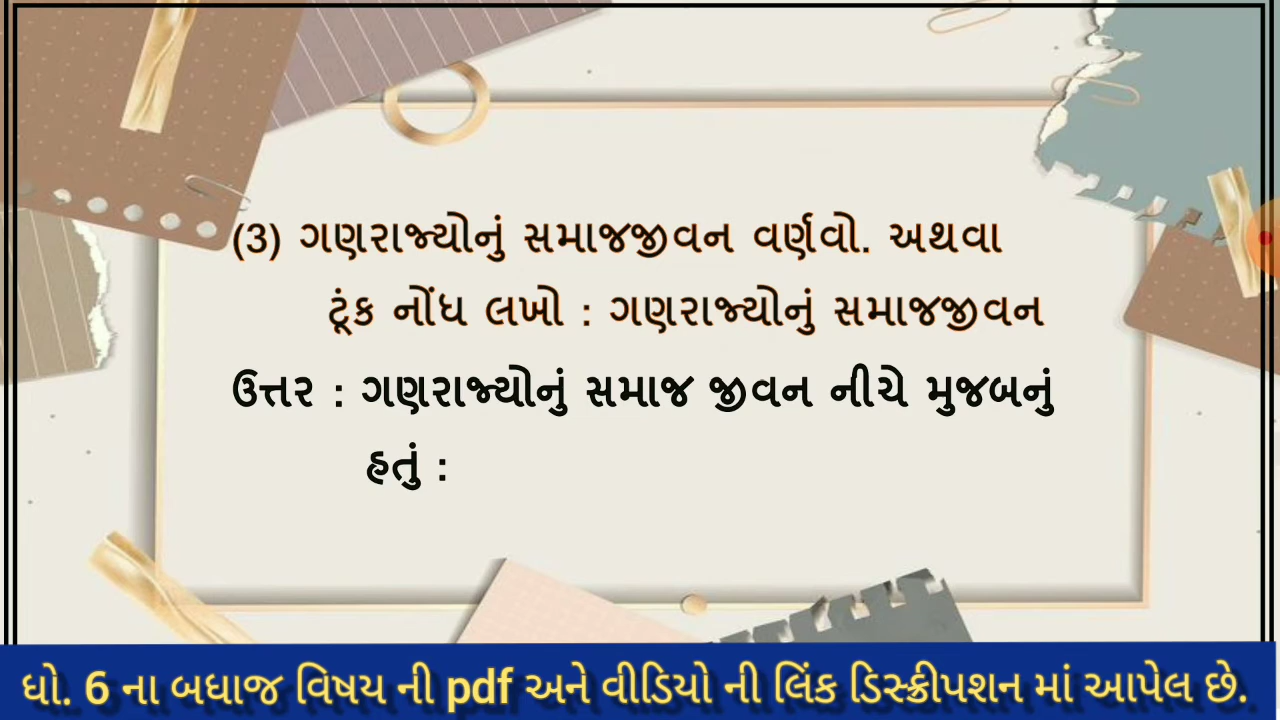 (3) ગણરાજ્યોનું સમાજજીવન વર્ણવો. અથવા
ટૂંક નોંધ લખો : ગણરાજ્યોનું સમાજજીવન
ઉત્તર : ગણરાજ્યોનું સમાજ જીવન નીચે મુજબનું
હતું :
ધો. 6 ના બધાજ વિષય ની pdf અને વીડિયો ની લિંક ડિસ્ક્રીપશન માં આપેલ છે.